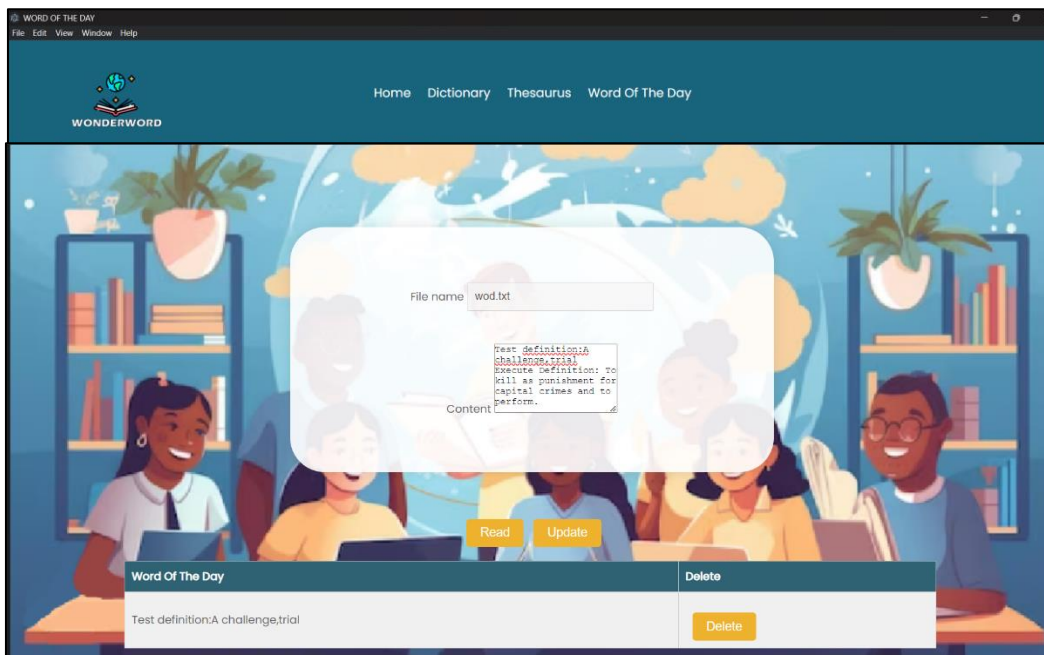 WORD OF THE DAY
File Edit View Window Help
WONDERWORD
Home Dictionary Thesaurus Word Of The Day
File name wod.txt
Test definition:A
challenge,trial
Execute Definition: To
kill as punishment for
capital crimes and to
perform.
Content
Read Update
Word Of The Day Delete
Test definition:A challenge,trial Delete